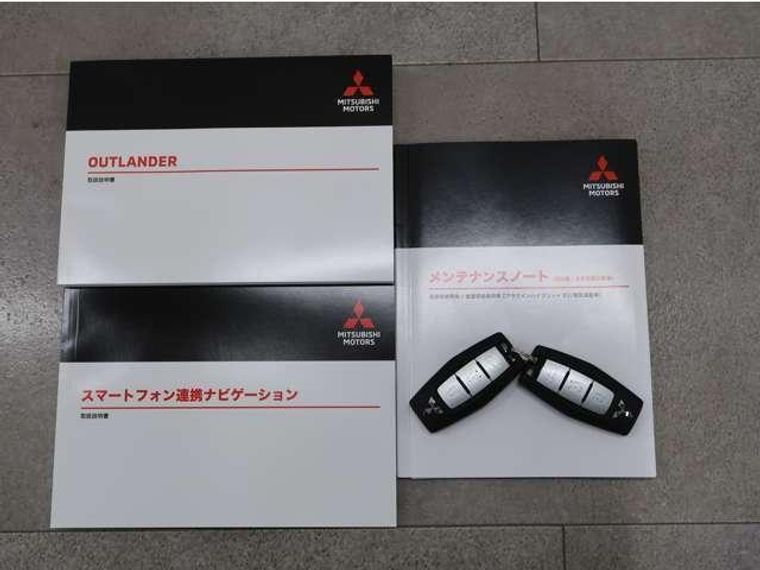 MITSUBISHI
MOTORS
OUTLANDER
取扱説明書
MITSUBISHI
MOTORS
スマートフォン連携ナビゲーション
取扱説明書
MITSUBISHI
MOTORS
メンテナンスノート